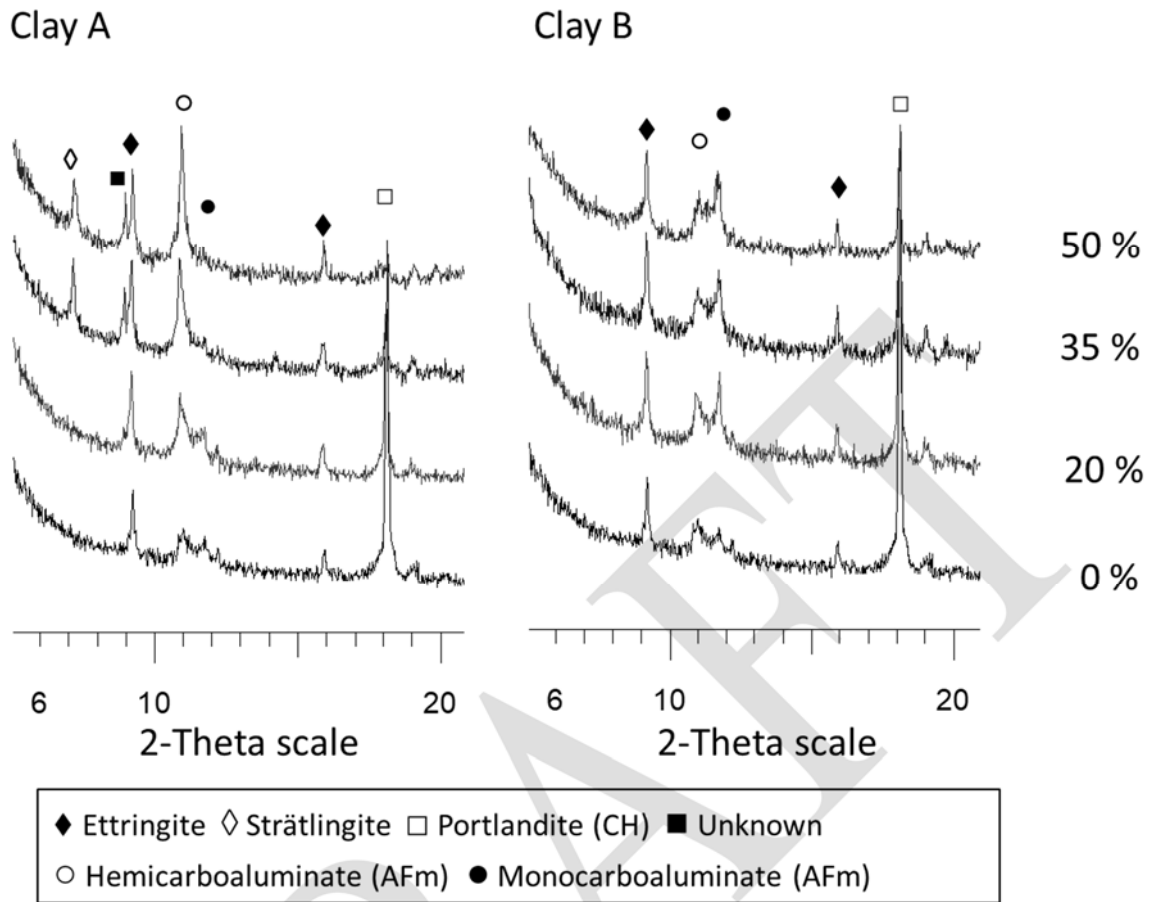 Clay A
Clay B
50 %
35 %
20 %
0 %
6 10 20
2-Theta scale
6 10 20
2-Theta scale
Ettringite Strätlingite Portlandite (CH) Unknown
Hemicarboaluminate (AFm) Monocarboaluminate (AFm)
AFT